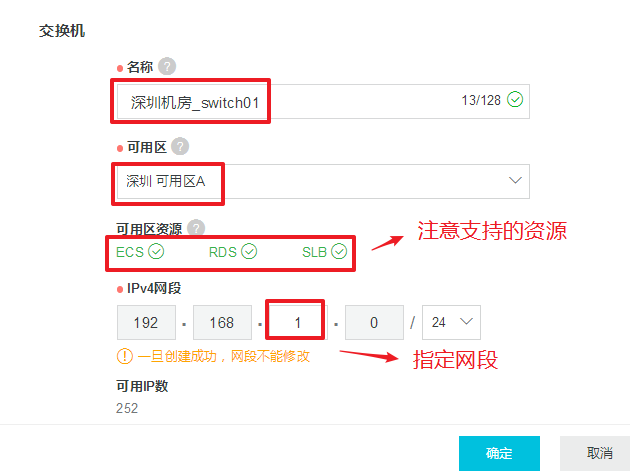 交换机
名称 ?
深圳机房_switch01 13/128
可用区 ?
深圳 可用区A
可用区资源 ?
注意支持的资源
ECS RDS SLB
IPv4网段
192 . 168 . 1 . 0 / 24
一旦创建成功，网段不能修改
指定网段
可用IP数
252
确定 取消